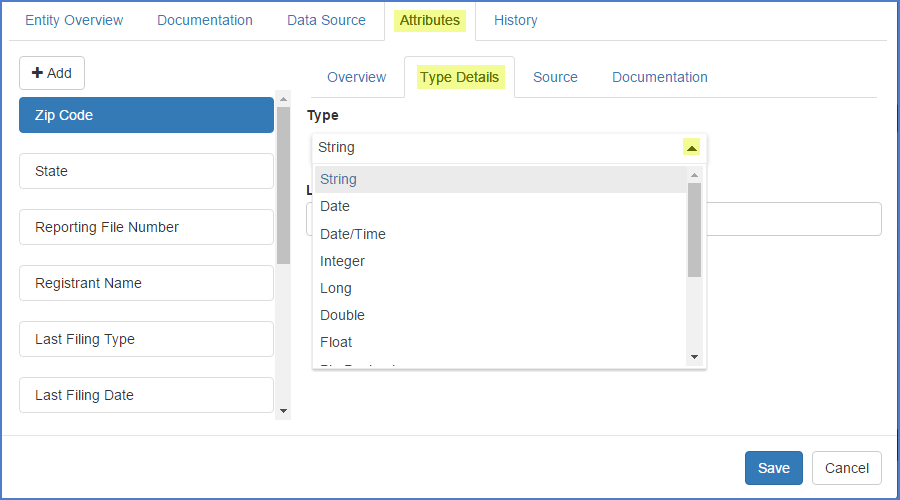 Entity Overview Documentation Data Source Attributes History
Add
Overview Type Details Source Documentation
Zip Code
State
Reporting File Number
Registrant Name
Last Filing Type
Last Filing Date
Type
String
String
Date
Date/Time
Integer
Long
Double
Float
Save Cancel